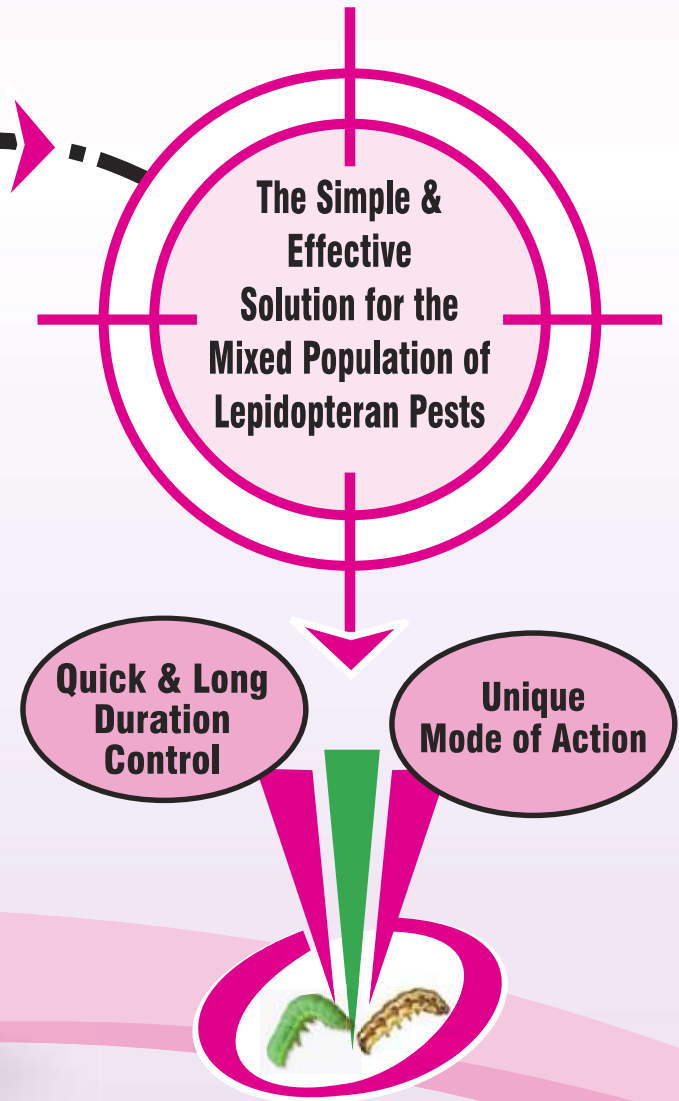 The Simple &
Effective
Solution for the
Mixed Population of
Lepidopteran Pests
Quick & Long
Duration
Control
Unique
Mode of Action